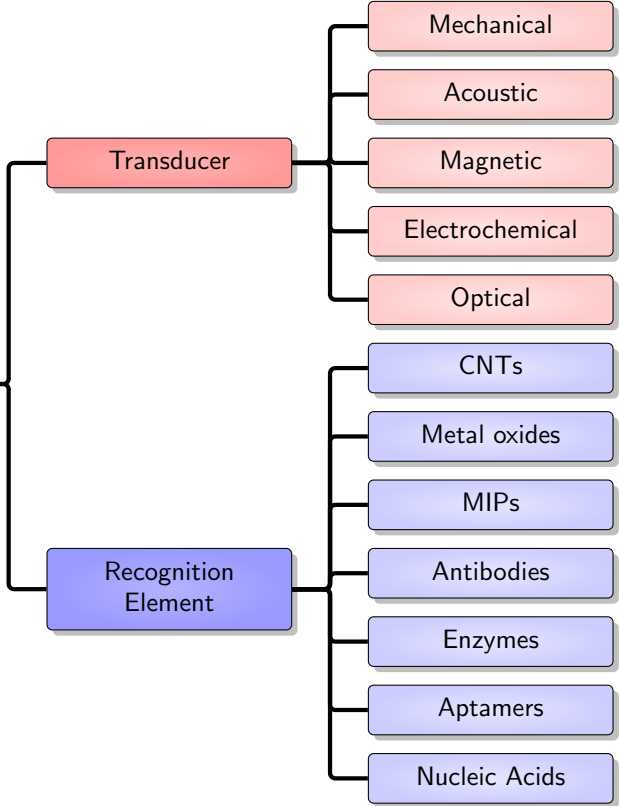 Mechanical
Acoustic
Transducer
Magnetic
Electrochemical
Optical
CNTs
Metal oxides
MIPs
Recognition
Element
Antibodies
Enzymes
Aptamers
Nucleic Acids